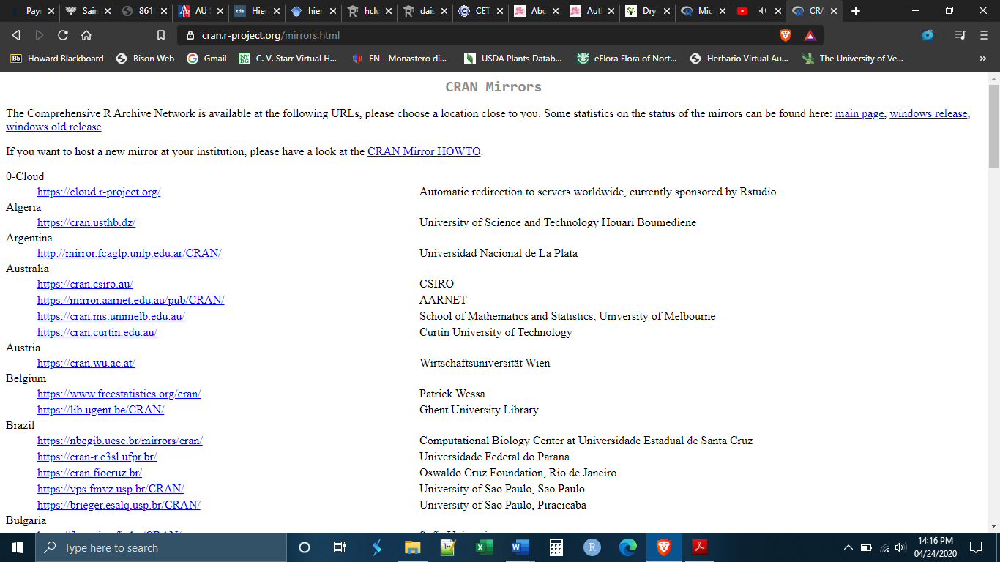 Payr
Sain
861
AU S
Hier
hier
hclu
dais
CET
Abo
Auth
Drya
Mic
CRA
cran.r-project.org/mirrors.html
Howard Blackboard
Bison Web
Gmail
C. V. Starr Virtual H...
EN - Monastero di...
USDA Plants Datab...
eFlora Flora of Nort...
Herbario Virtual Au...
The University of Ve...
CRAN Mirrors
The Comprehensive R Archive Network is available at the following URLs, please choose a location close to you. Some statistics on the status of the mirrors can be found here: main page, windows release,
windows old release.
If you want to host a new mirror at your institution, please have a look at the CRAN Mirror HOWTO.
0-Cloud
https://cloud.r-project.org/ Automatic redirection to servers worldwide, currently sponsored by Rstudio
Algeria
https://cran.usthb.dz/ University of Science and Technology Houari Boumediene
Argentina
http://mirror.fcaglp.unlp.edu.ar/CRAN/ Universidad Nacional de La Plata
Australia
https://cran.csiro.au/ CSIRO
https://mirror.aarnet.edu.au/pub/CRAN/ AARNET
https://cran.ms.unimelb.edu.au/ School of Mathematics and Statistics, University of Melbourne
https://cran.curtin.edu.au/ Curtin University of Technology
Austria
https://cran.wu.ac.at/ Wirtschaftsuniversität Wien
Belgium
https://www.freestatistics.org/cran/ Patrick Wessa
https://lib.ugent.be/CRAN/ Ghent University Library
Brazil
https://nbcgib.uesc.br/mirrors/cran/ Computational Biology Center at Universidade Estadual de Santa Cruz
https://cran-r.c3sl.ufpr.br/ Universidade Federal do Parana
https://cran.fiocruz.br/ Oswaldo Cruz Foundation, Rio de Janeiro
https://vps.fmvz.usp.br/CRAN/ University of Sao Paulo, Sao Paulo
https://brieger.esalq.usp.br/CRAN/ University of Sao Paulo, Piracicaba
Bulgaria
Type here to search
14:16 PM
04/24/2020